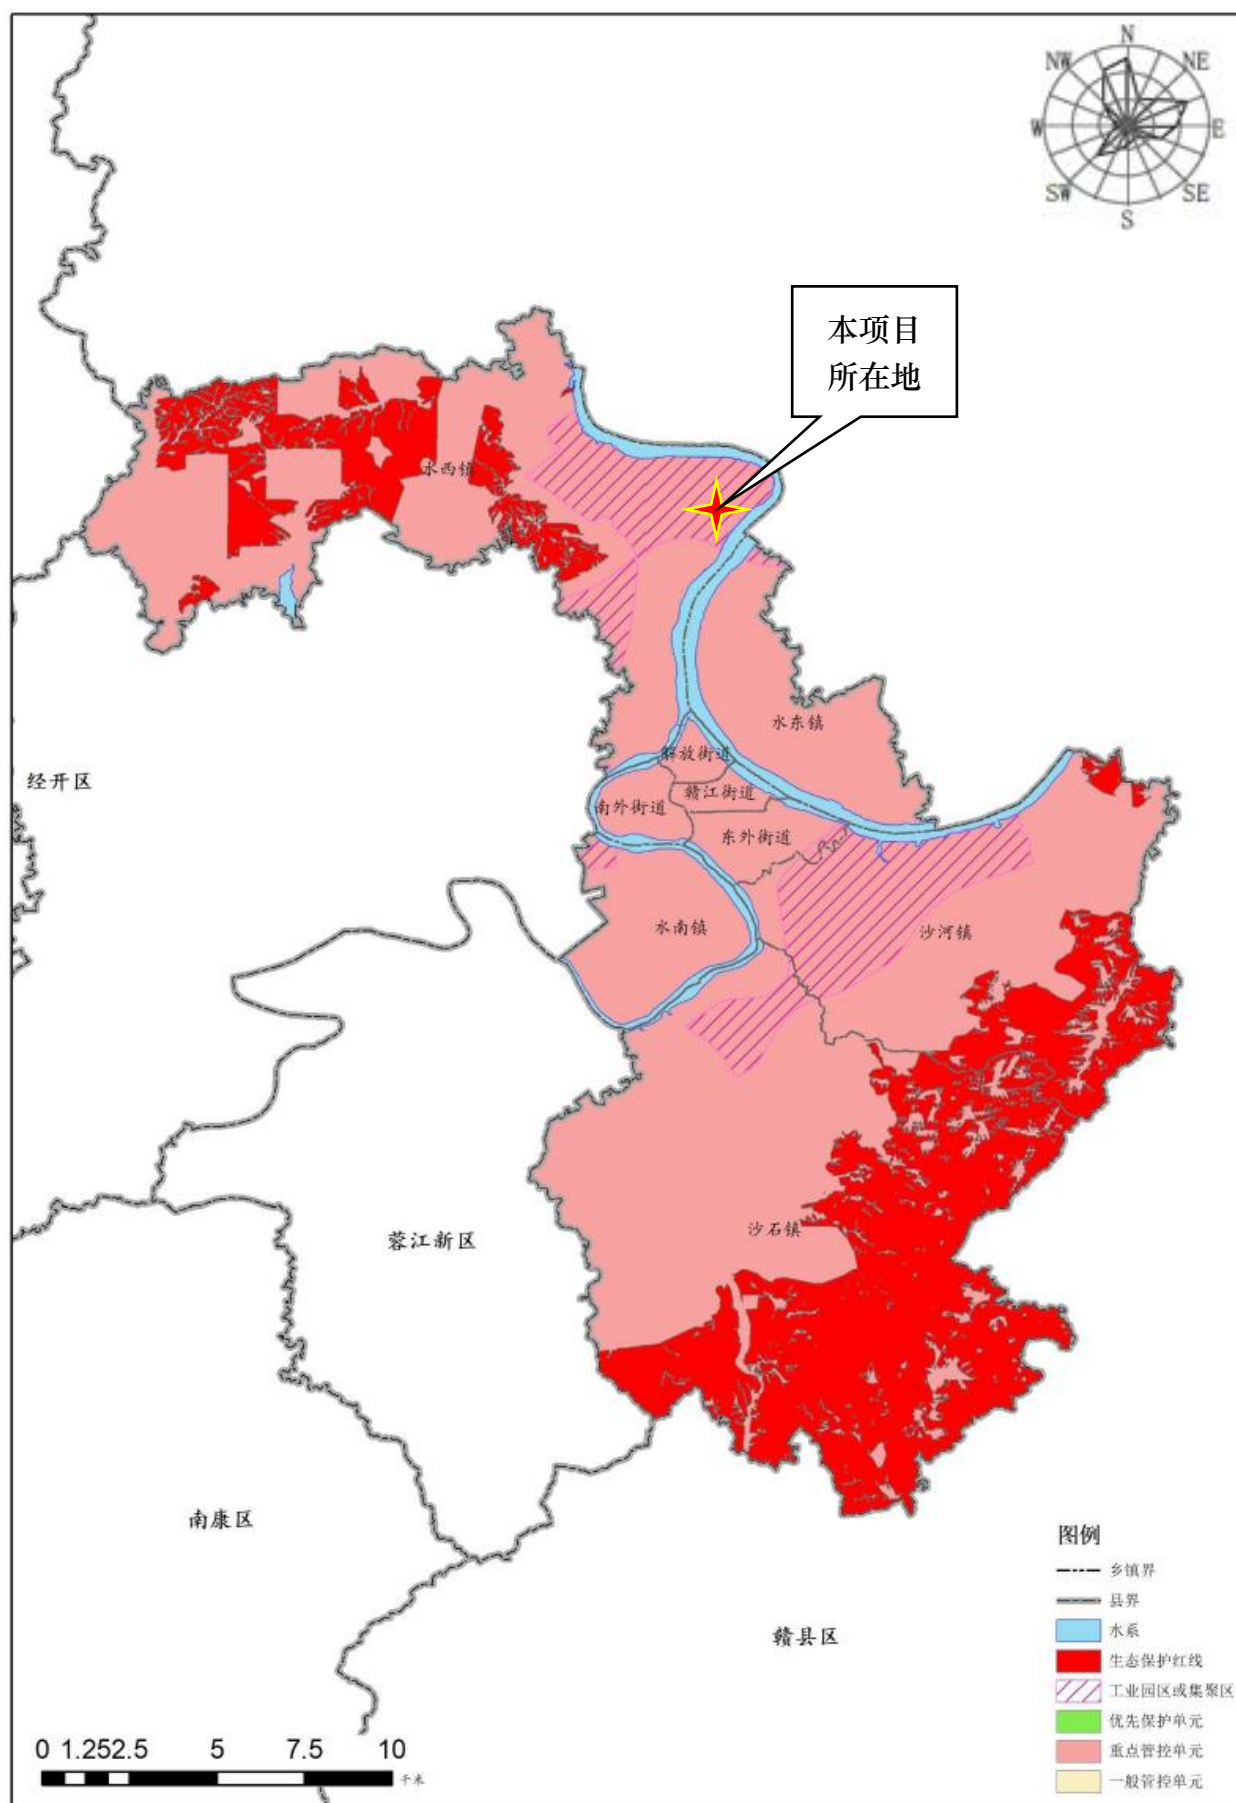 N
NW
NE
W
E
SW
SE
S
本项目
所在地
水西镇
水东镇
解放街道
经开区
赣江街道
南外街道
东外街道
水南镇
沙河镇
沙石镇
蓉江新区
南康区
赣县区
图例
乡镇界
县界
水系
生态保护红线
工业园区或集聚区
优先保护单元
重点管控单元
一般管控单元
0 1.252.5 5 7.5 10
千米